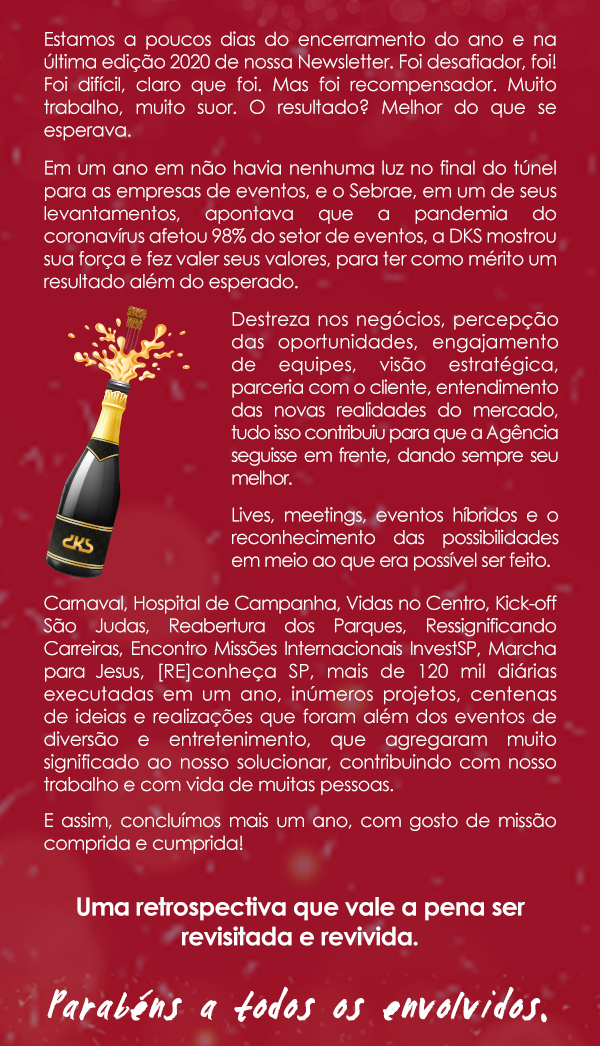 Estamos a poucos dias do encerramento do ano e na
última edição 2020 de nossa Newsletter. Foi desafiador, foi!
Foi difícil, claro que foi. Mas foi recompensador. Muito
trabalho, muito suor. O resultado? Melhor do que se
esperava.
Em um ano em não havia nenhuma luz no final do túnel
para as empresas de eventos, e o Sebrae, em um de seus
levantamentos, apontava que a pandemia do
coronavírus afetou 98% do setor de eventos, a DKS mostrou
sua força e fez valer seus valores, para ter como mérito um
resultado além do esperado.
Destreza nos negócios, percepção
das oportunidades, engajamento
de equipes, visão estratégica,
parceria com o cliente, entendimento
das novas realidades do mercado,
tudo isso contribuiu para que a Agência
seguisse em frente, dando sempre seu
melhor.
DKS
Lives, meetings, eventos híbridos e o
reconhecimento das possibilidades
em meio ao que era possível ser feito.
Carnaval, Hospital de Campanha, Vidas no Centro, Kick-off
São Judas, Reabertura dos Parques, Ressignificando
Carreiras, Encontro Missões Internacionais InvestSP, Marcha
para Jesus, [RE]conheça SP, mais de 120 mil diárias
executadas em um ano, inúmeros projetos, centenas
de ideias e realizações que foram além dos eventos de
diversão e entretenimento, que agregaram muito
significado ao nosso solucionar, contribuindo com nosso
trabalho e com vida de muitas pessoas.
E assim, concluímos mais um ano, com gosto de missão
comprida e cumprida!
Uma retrospectiva que vale a pena ser
revisitada e revivida.
Parabéns a todos os envolvidos.